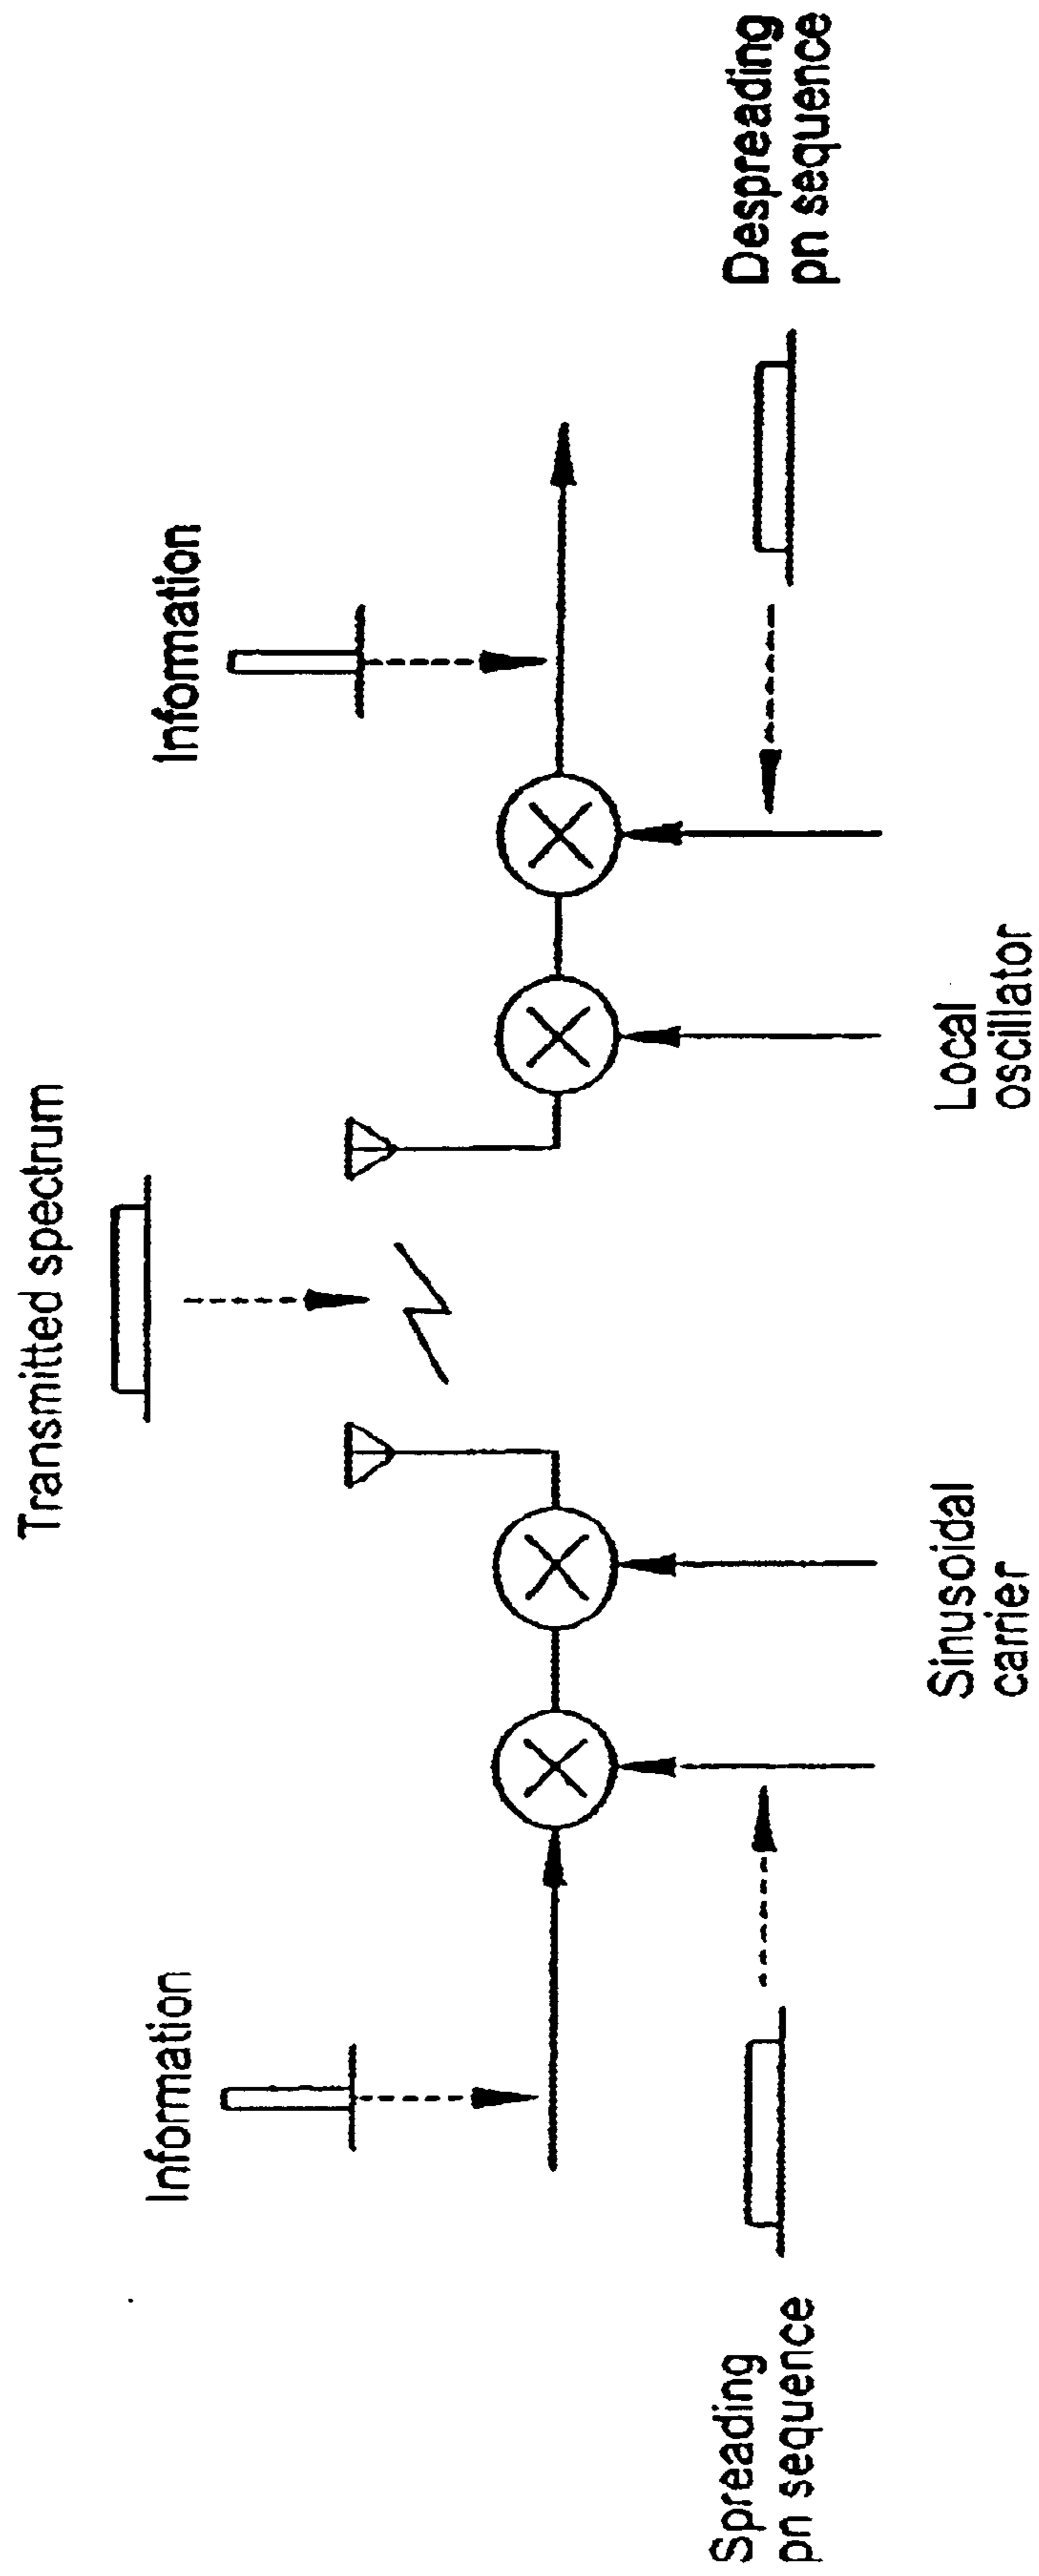 Transmitted spectrum
Information
Information
Spreading
pn sequence
Despreading
pn sequence
Sinusoidal
carrier
Local
oscillator